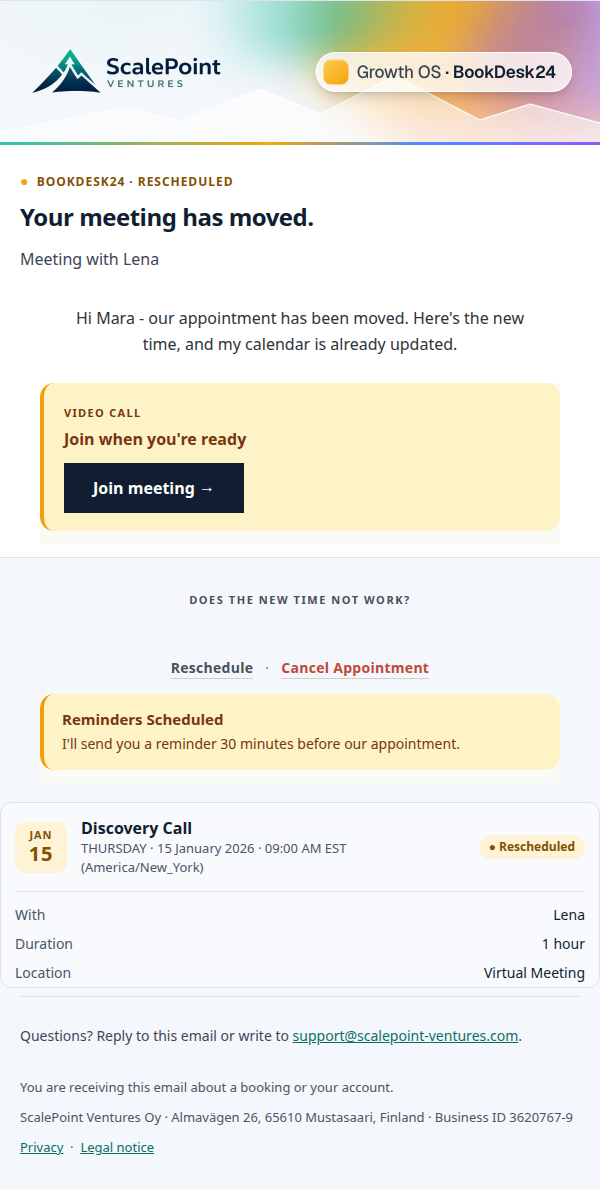 ScalePoint
VENTURES
Growth OS · BookDesk24
● BOOKDESK24 · RESCHEDULED
Your meeting has moved.
Meeting with Lena
Hi Mara - our appointment has been moved. Here's the new
time, and my calendar is already updated.
VIDEO CALL
Join when you're ready
Join meeting →
DOES THE NEW TIME NOT WORK?
Reschedule · Cancel Appointment
Reminders Scheduled
I'll send you a reminder 30 minutes before our appointment.
JAN
15
Discovery Call
THURSDAY · 15 January 2026 · 09:00 AM EST
(America/New_York)
● Rescheduled
With Lena
Duration 1 hour
Location Virtual Meeting
Questions? Reply to this email or write to support@scalepoint-ventures.com.
You are receiving this email about a booking or your account.
ScalePoint Ventures Oy · Almavägen 26, 65610 Mustasaari, Finland · Business ID 3620767-9
Privacy · Legal notice